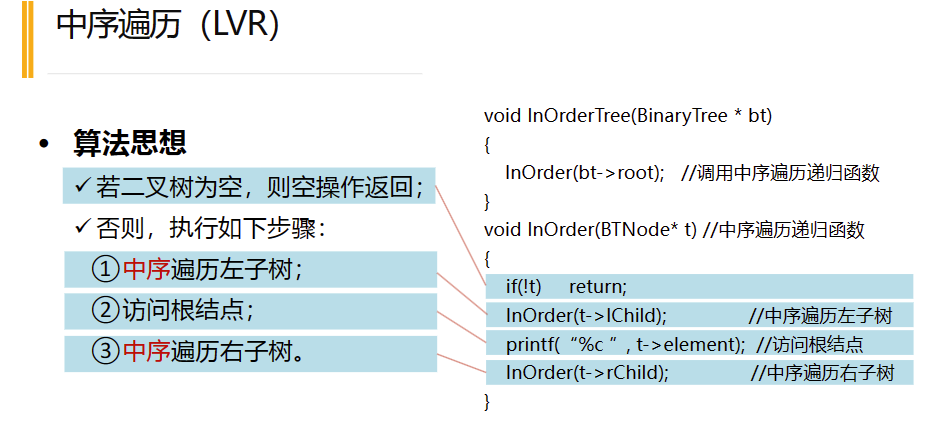 中序遍历（LVR）
• 算法思想
✓ 若二叉树为空，则空操作返回；
✓ 否则，执行如下步骤：
①中序遍历左子树；
②访问根结点；
③中序遍历右子树。
void InOrderTree(BinaryTree * bt)
{
InOrder(bt->root); //调用中序遍历递归函数
}
void InOrder(BTNode* t) //中序遍历递归函数
{
if(!t) return;
InOrder(t->lChild); //中序遍历左子树
printf( “%c ” , t->element); //访问根结点
InOrder(t->rChild); //中序遍历右子树
}